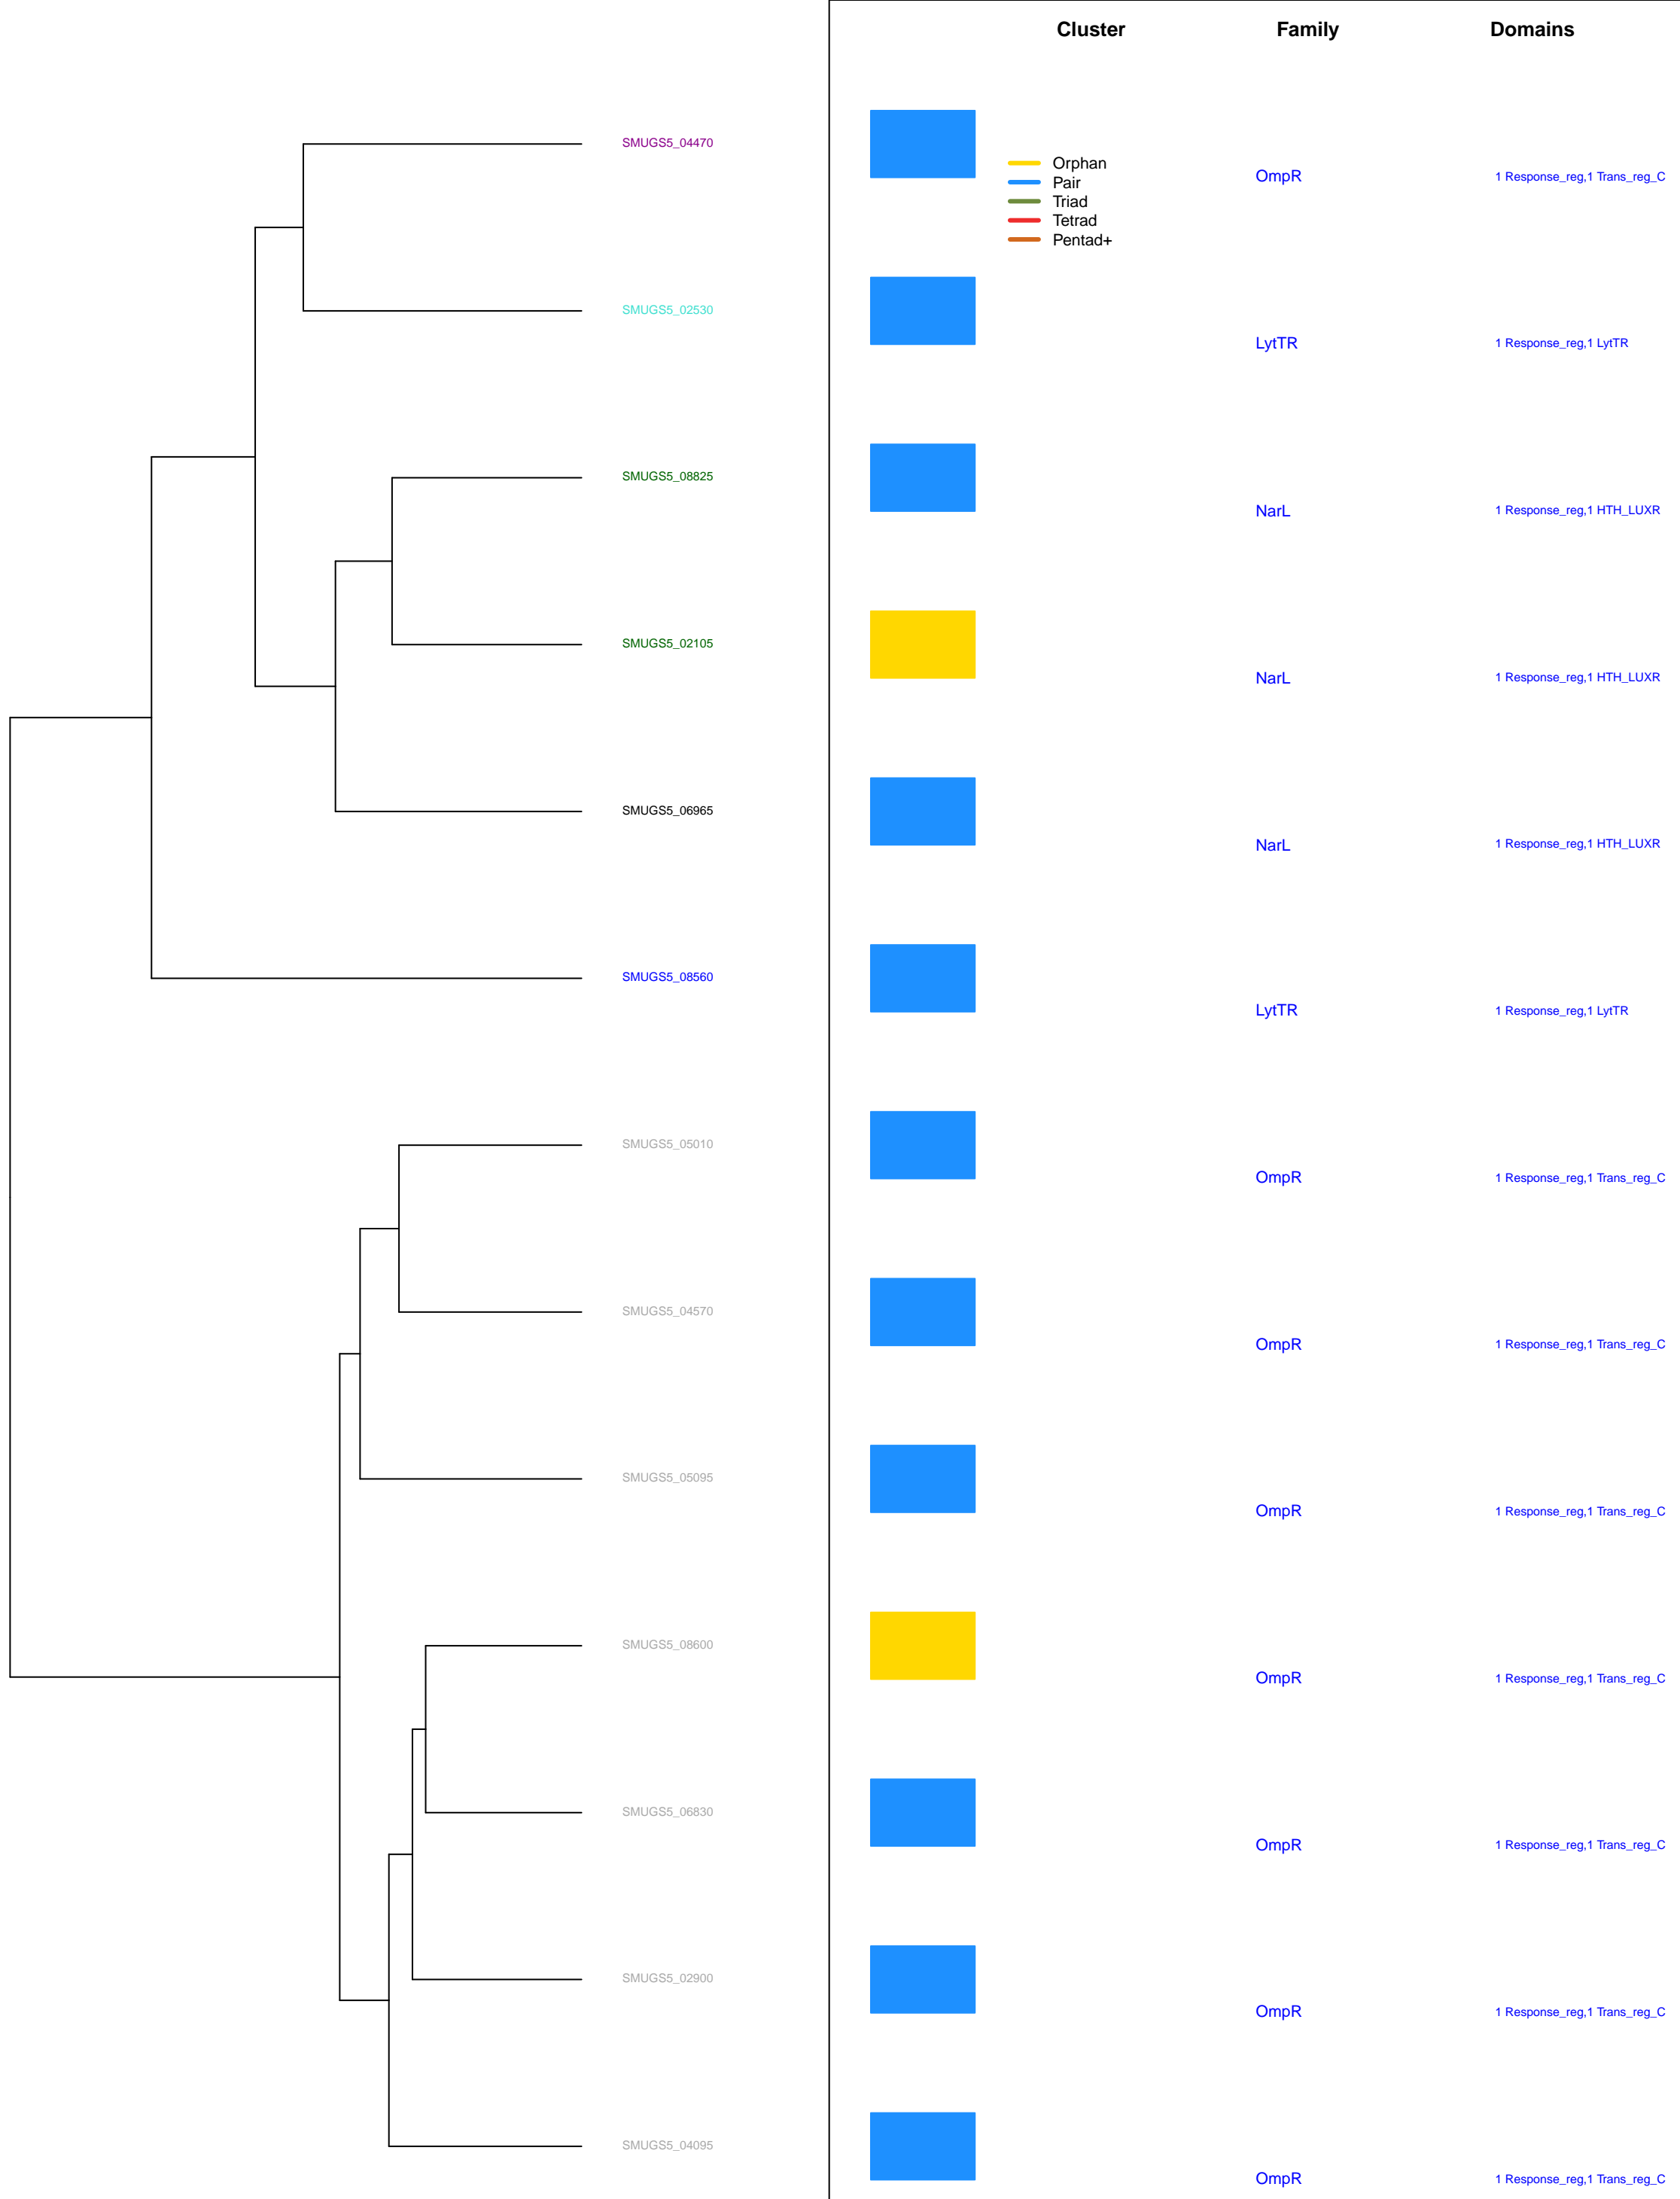 Cluster Family Domains
SMUGS5_04470
Orphan
Pair
Triad
Tetrad
Pentad+
OmpR 1 Response_reg,1 Trans_reg_C
SMUGS5_02530
LytTR 1 Response_reg,1 LytTR
SMUGS5_08825
NarL 1 Response_reg,1 HTH_LUXR
SMUGS5_02105
NarL 1 Response_reg,1 HTH_LUXR
SMUGS5_06965
NarL 1 Response_reg,1 HTH_LUXR
SMUGS5_08560
LytTR 1 Response_reg,1 LytTR
SMUGS5_05010
OmpR 1 Response_reg,1 Trans_reg_C
SMUGS5_04570
OmpR 1 Response_reg,1 Trans_reg_C
SMUGS5_05095
OmpR 1 Response_reg,1 Trans_reg_C
SMUGS5_08600
OmpR 1 Response_reg,1 Trans_reg_C
SMUGS5_06830
OmpR 1 Response_reg,1 Trans_reg_C
SMUGS5_02900
OmpR 1 Response_reg,1 Trans_reg_C
SMUGS5_04095
OmpR 1 Response_reg,1 Trans_reg_C